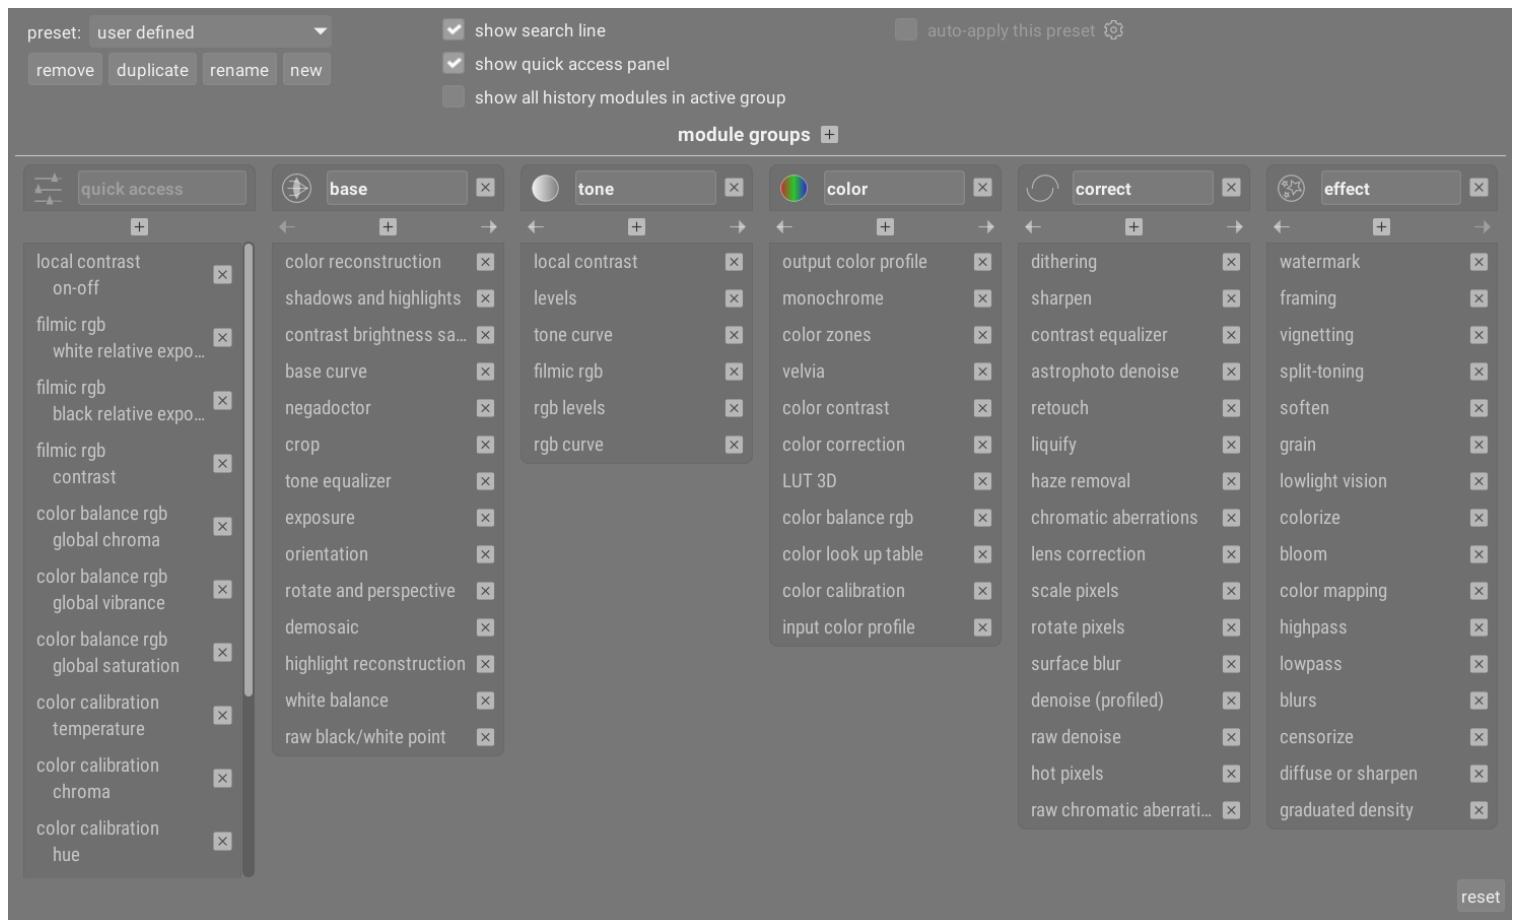 preset: user defined
remove duplicate rename new
show search line
show quick access panel
show all history modules in active group
auto-apply this preset
module groups
quick access
local contrast
on-off
filmic rgb
white relative expo...
filmic rgb
black relative expo...
filmic rgb
contrast
color balance rgb
global chroma
color balance rgb
global vibrance
color balance rgb
global saturation
color calibration
temperature
color calibration
chroma
color calibration
hue
base
color reconstruction
shadows and highlights
contrast brightness sa...
base curve
negadoctor
crop
tone equalizer
exposure
orientation
rotate and perspective
demosaic
highlight reconstruction
white balance
raw black/white point
tone
local contrast
levels
tone curve
filmic rgb
rgb levels
rgb curve
color
output color profile
monochrome
color zones
velvia
color contrast
color correction
LUT 3D
color balance rgb
color look up table
color calibration
input color profile
correct
dithering
sharpen
contrast equalizer
astrophoto denoise
retouch
liquify
haze removal
chromatic aberrations
lens correction
scale pixels
rotate pixels
surface blur
denoise (profiled)
raw denoise
hot pixels
raw chromatic aberrati...
effect
watermark
framing
vignetting
split-toning
soften
grain
lowlight vision
colorize
bloom
color mapping
highpass
lowpass
blurs
censorize
diffuse or sharpen
graduated density
reset